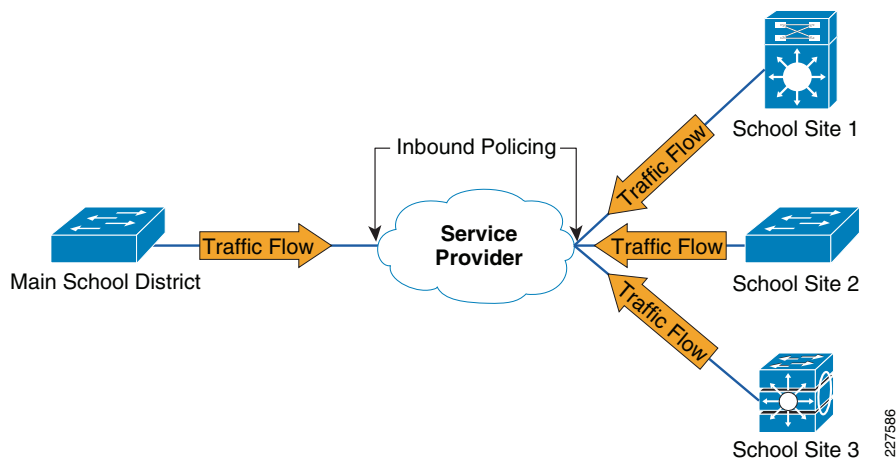 School Site 1
Inbound Policing
Traffic Flow
Main School District
Traffic Flow
Service
Provider
Traffic Flow
School Site 2
Traffic Flow
School Site 3
227586